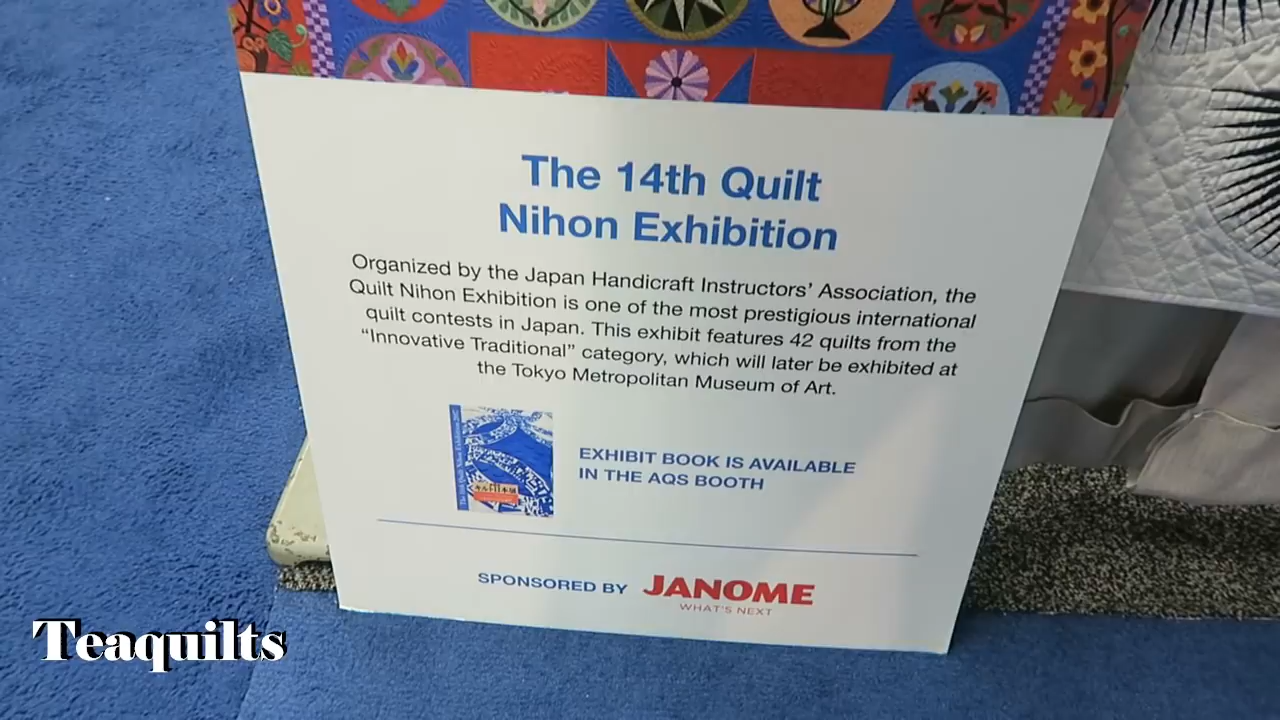 The 14th Quilt
Nihon Exhibition
Organized by the Japan Handicraft Instructors' Association, the
Quilt Nihon Exhibition is one of the most prestigious international
quilt contests in Japan. This exhibit features 42 quilts from the
“Innovative Traditional” category, which will later be exhibited at
the Tokyo Metropolitan Museum of Art.
EXHIBIT BOOK IS AVAILABLE
IN THE AQS BOOTH
SPONSORED BY JANOME
WHAT'S NEXT
Teaquilts